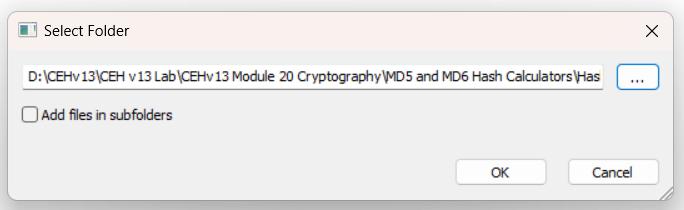 Select Folder
D:\CEHv13\CEH v13 Lab\CEHv13 Module 20 Cryptography\MD5 and MD6 Hash Calculators\Has
...
Add files in subfolders
OK Cancel